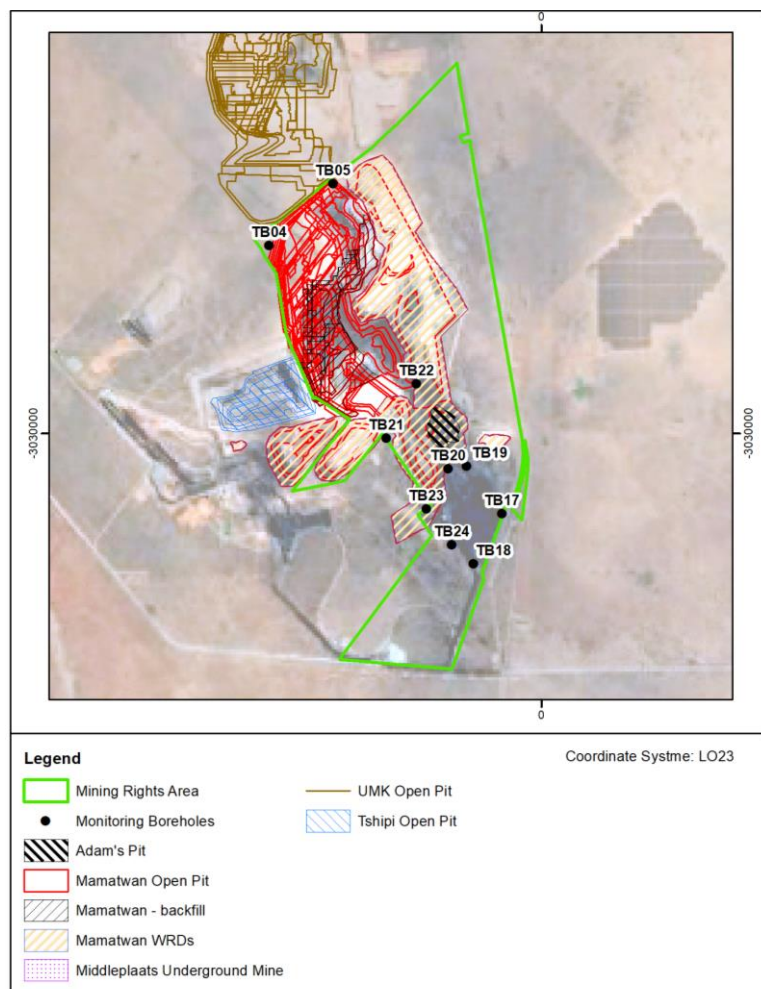 0
TB05
TB04
TB22
-3030000
-3030000
TB21
TB20
TB19
TB23
TB17
TB24
TB18
0
Legend
Coordinate Systme: LO23
Mining Rights Area
UMK Open Pit
Monitoring Boreholes
Tshipi Open Pit
Adam's Pit
Mamatwan Open Pit
Mamatwan - backfill
Mamatwan WRDs
Middleplaats Underground Mine